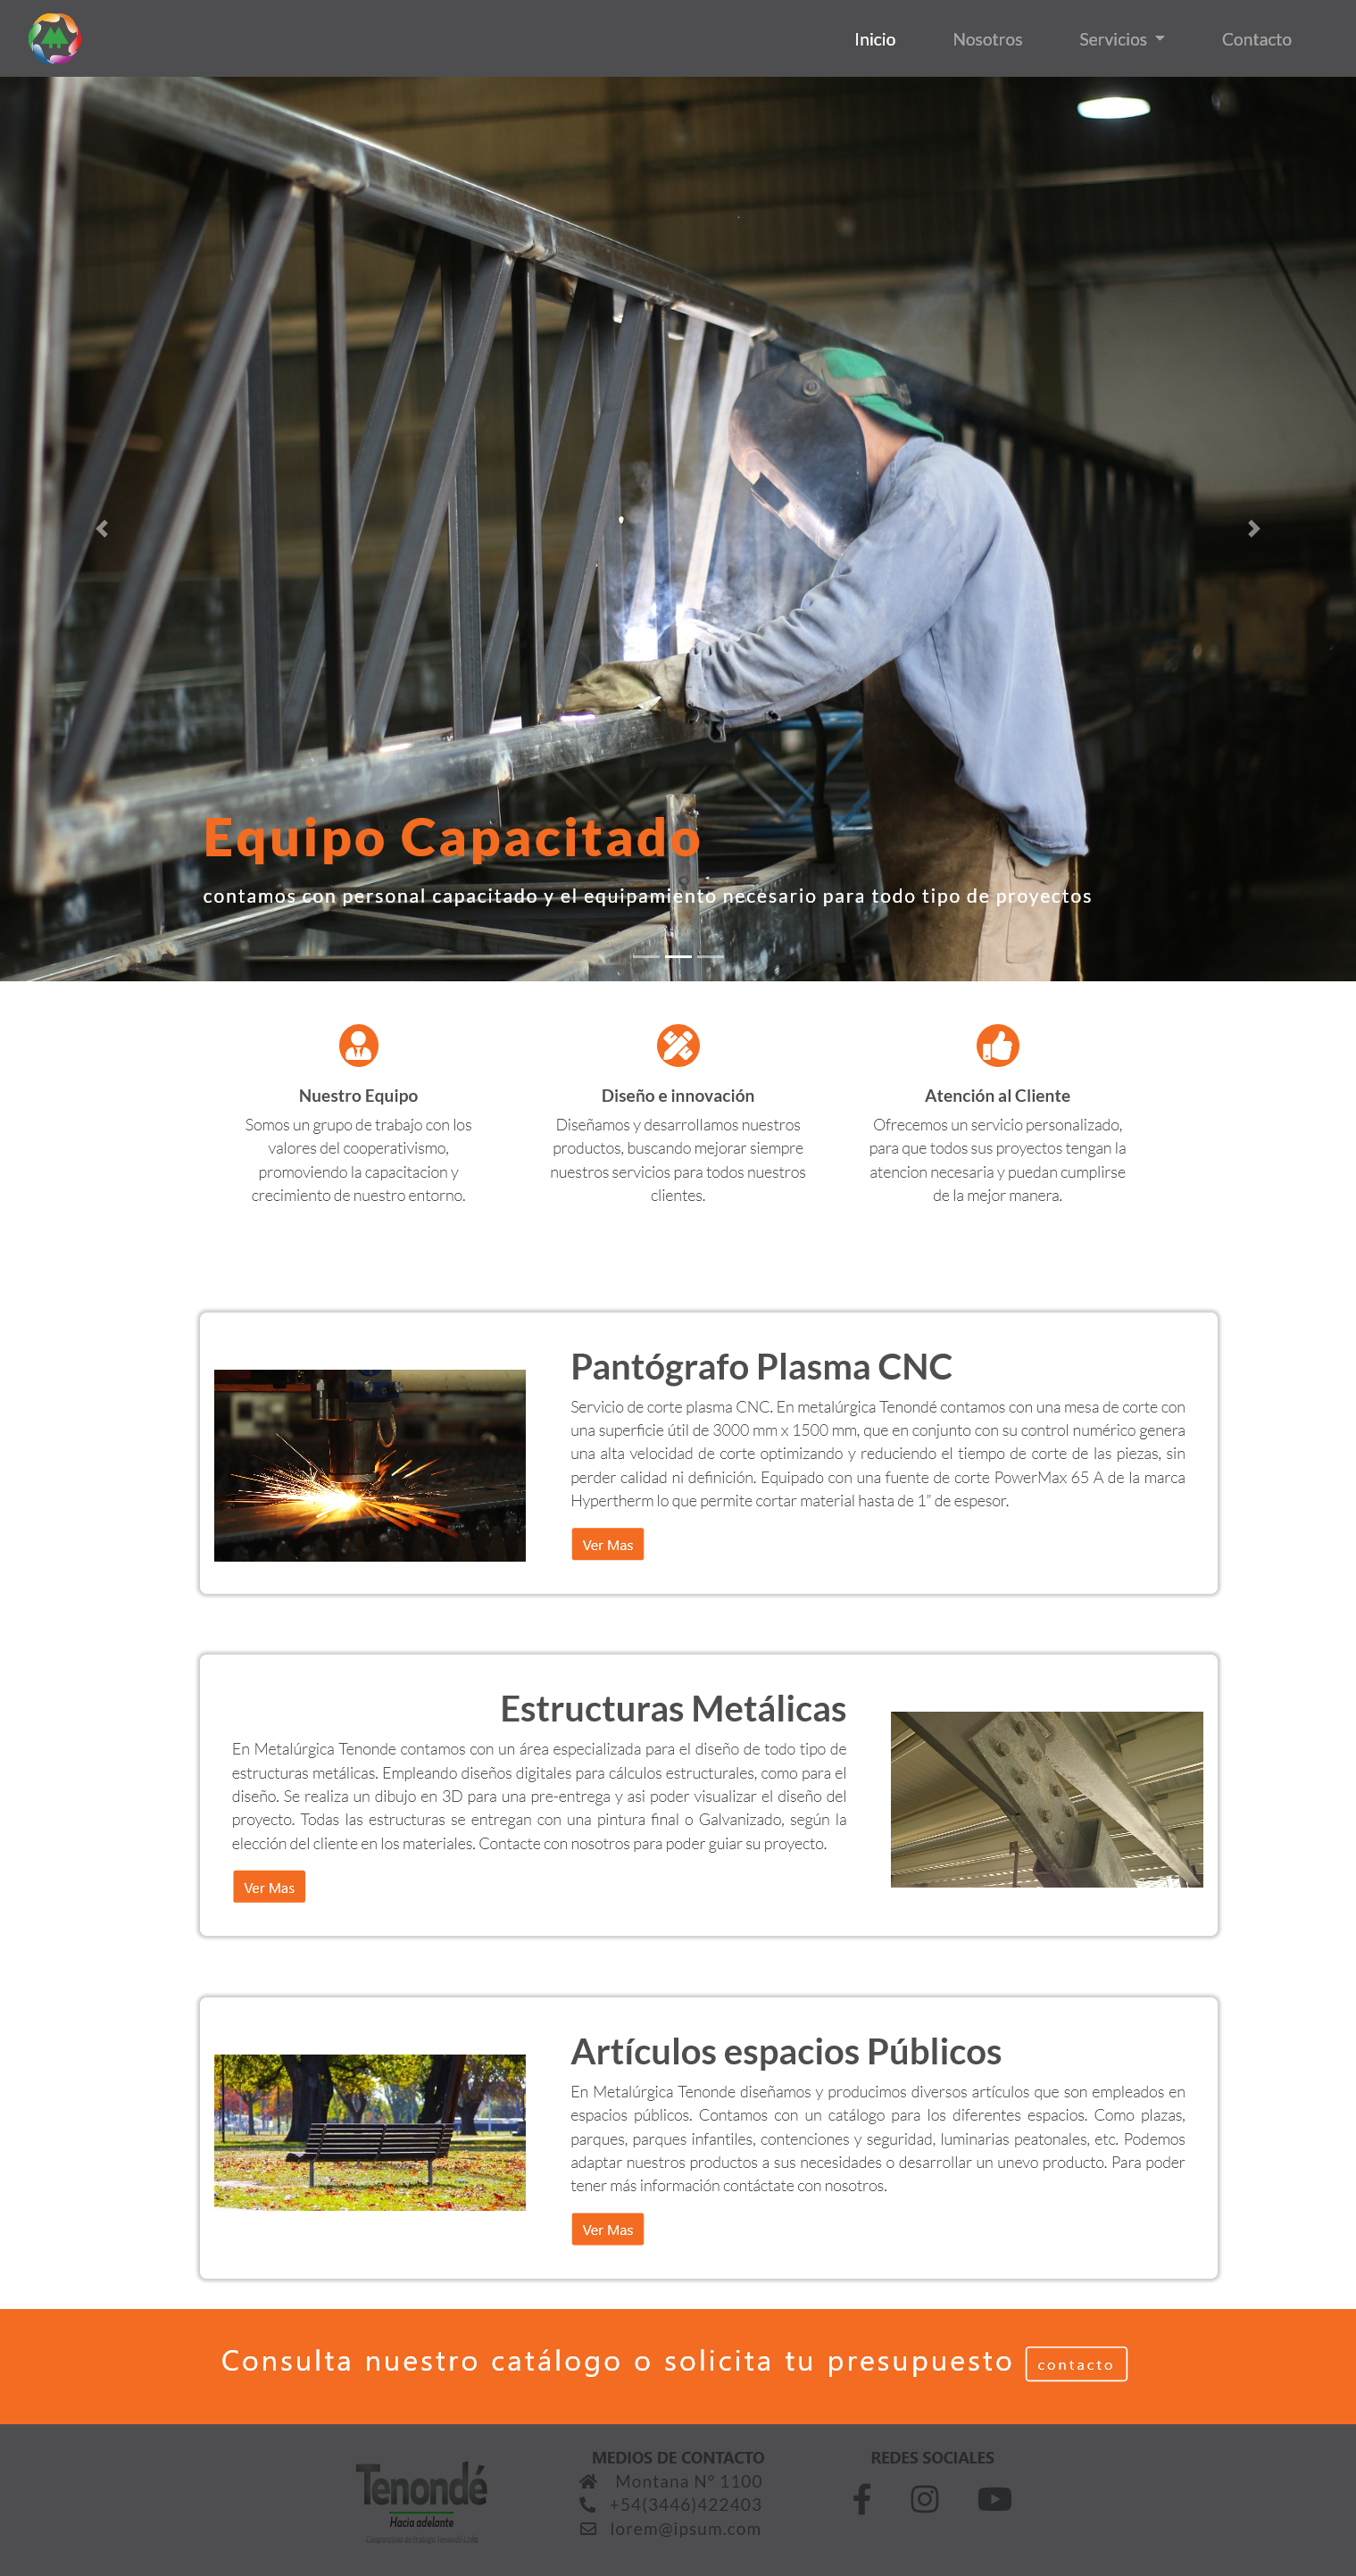 Inicio Nosotros Servicios Contacto
Equipo Capacitado
contamos con personal capacitado y el equipamiento necesario para todo tipo de proyectos
Nuestro Equipo
Somos un grupo de trabajo con los
valores del cooperativismo,
promoviendo la capacitacion y
crecimiento de nuestro entorno.
Diseño e innovación
Diseñamos y desarrollamos nuestros
productos, buscando mejorar siempre
nuestros servicios para todos nuestros
clientes.
Atención al Cliente
Ofrecemos un servicio personalizado,
para que todos sus proyectos tengan la
atencion necesaria y puedan cumplirse
de la mejor manera.
Pantógrafo Plasma CNC
Servicio de corte plasma CNC. En metalúrgica Tenondé contamos con una mesa de corte con
una superficie útil de 3000 mm x 1500 mm, que en conjunto con su control numérico genera
una alta velocidad de corte optimizando y reduciendo el tiempo de corte de las piezas, sin
perder calidad ni definición. Equipado con una fuente de corte PowerMax 65 A de la marca
Hypertherm lo que permite cortar material hasta de 1” de espesor.
Ver Mas
Estructuras Metálicas
En Metalúrgica Tenonde contamos con un área especializada para el diseño de todo tipo de
estructuras metálicas. Empleando diseños digitales para cálculos estructurales, como para el
diseño. Se realiza un dibujo en 3D para una pre-entrega y asi poder visualizar el diseño del
proyecto. Todas las estructuras se entregan con una pintura final o Galvanizado, según la
elección del cliente en los materiales. Contacte con nosotros para poder guiar su proyecto.
Ver Mas
Artículos espacios Públicos
En Metalúrgica Tenonde diseñamos y producimos diversos artículos que son empleados en
espacios públicos. Contamos con un catálogo para los diferentes espacios. Como plazas,
parques, parques infantiles, contenciones y seguridad, luminarias peatonales, etc. Podemos
adaptar nuestros productos a sus necesidades o desarrollar un unevo producto. Para poder
tener más información contáctate con nosotros.
Ver Mas
Consulta nuestro catálogo o solicita tu presupuesto contacto
Tenondé
Hacia adelante
Cooperativa de trabajo Tenondé Ltda
MEDIOS DE CONTACTO
Montana Nº 1100
+54(3446)422403
lorem@ipsum.com
REDES SOCIALES